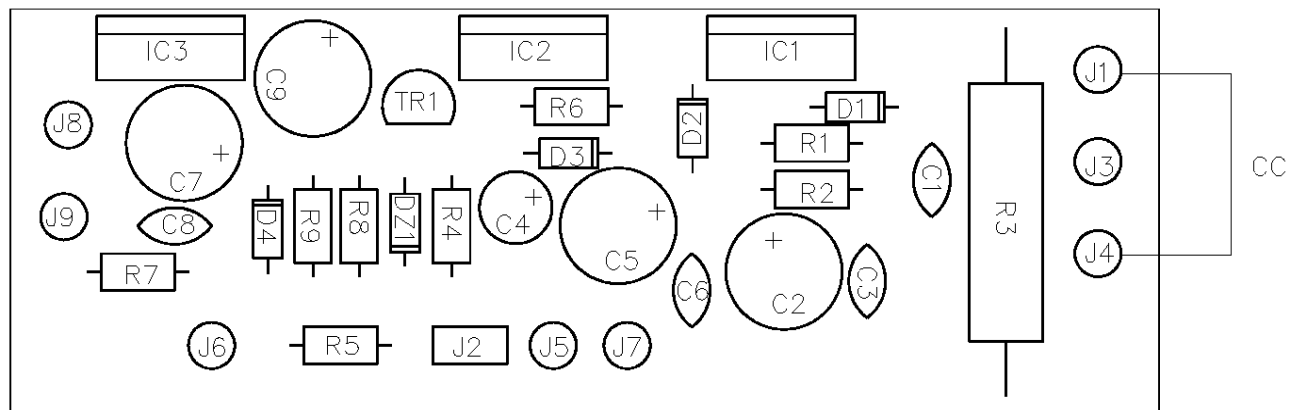 IC3
C9
IC2
IC1
J1
TR1
R6
D2
D1
J8
R1
D3
J3
CC
C7
R2
C1
J9
C8
D4
R9
R8
DZ1
R4
C4
C5
R3
J4
R7
C6
C2
C3
J6
R5
J2
J5
J7
+
+
+
+
+